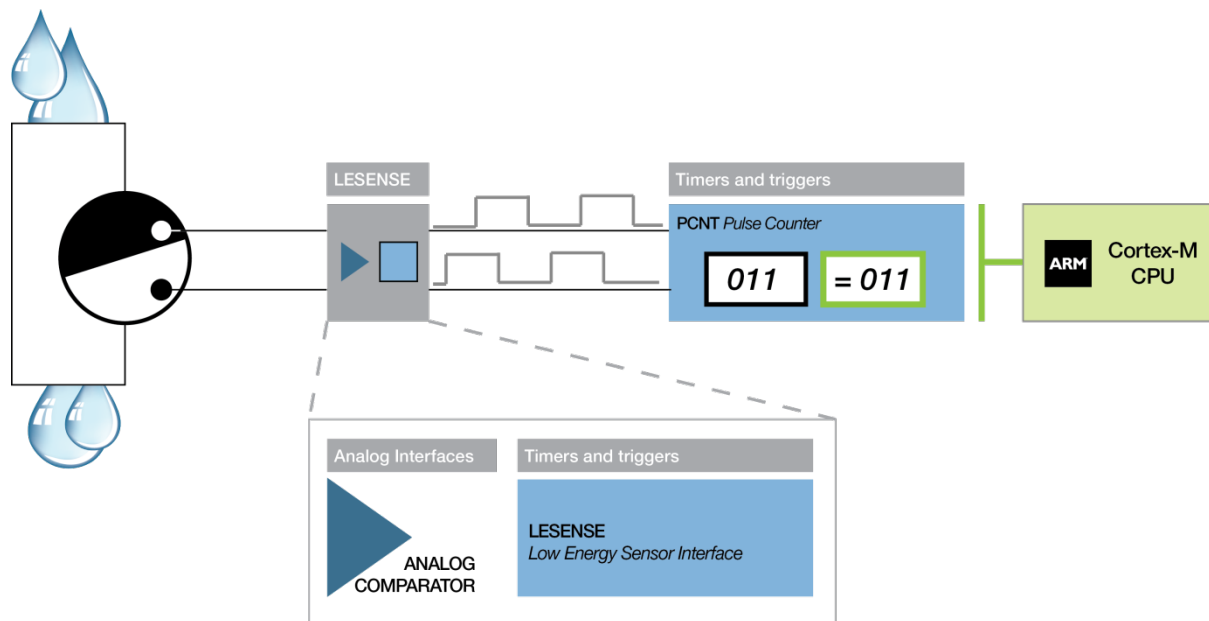 LESENSE
Timers and triggers
PCNT Pulse Counter
011
= 011
ARM
Cortex-M
CPU
Analog Interfaces
Timers and triggers
LESENSE
Low Energy Sensor Interface
ANALOG
COMPARATOR